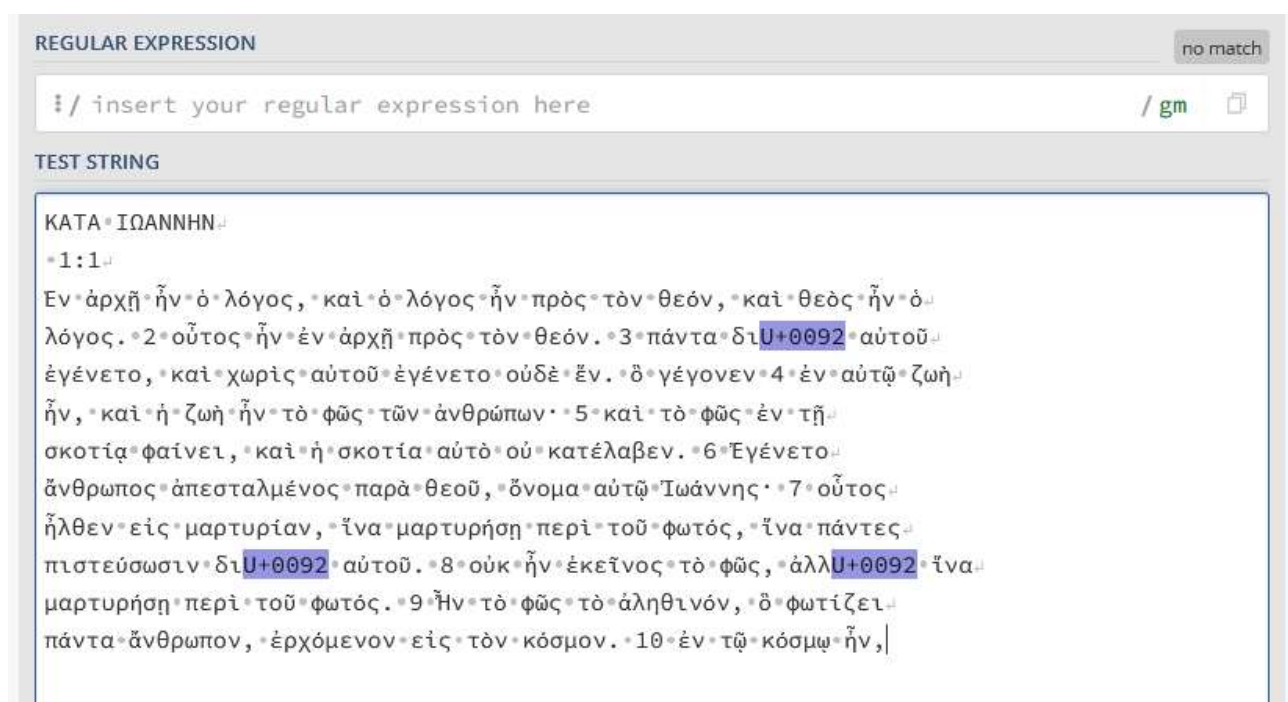 REGULAR EXPRESSION
no match
/ insert your regular expression here / gm
TEST STRING
ΚΑΤΑ ΙΩΑΝΝΗΝ
1:1
Ἐν ἀρχῇ ἦν ὁ λόγος, καὶ ὁ λόγος ἦν πρὸς τὸν θεόν, καὶ θεὸς ἦν ὁ
λόγος. 2 οὗτος ἦν ἐν ἀρχῇ πρὸς τὸν θεόν. 3 πάντα διU+0092 αὐτοῦ
ἐγένετο, καὶ χωρὶς αὐτοῦ ἐγένετο οὐδὲ ἕν. ὃ γέγονεν 4 ἐν αὐτῷ ζωὴ
ἦν, καὶ ἡ ζωὴ ἦν τὸ φῶς τῶν ἀνθρώπων· 5 καὶ τὸ φῶς ἐν τῇ
σκοτίᾳ φαίνει, καὶ ἡ σκοτία αὐτὸ οὐ κατέλαβεν. 6 Ἐγένετο
ἄνθρωπος ἀπεσταλμένος παρὰ θεοῦ, ὄνομα αὐτῷ Ἰωάννης· 7 οὗτος
ἦλθεν εἰς μαρτυρίαν, ἵνα μαρτυρήσῃ περὶ τοῦ φωτός, ἵνα πάντες
πιστεύσωσιν διU+0092 αὐτοῦ. 8 οὐκ ἦν ἐκεῖνος τὸ φῶς, ἀλλU+0092 ἵνα
μαρτυρήσῃ περὶ τοῦ φωτός. 9 Ἦν τὸ φῶς τὸ ἀληθινόν, ὃ φωτίζει
πάντα ἄνθρωπον, ἐρχόμενον εἰς τὸν κόσμον. 10 ἐν τῷ κόσμῳ ἦν,